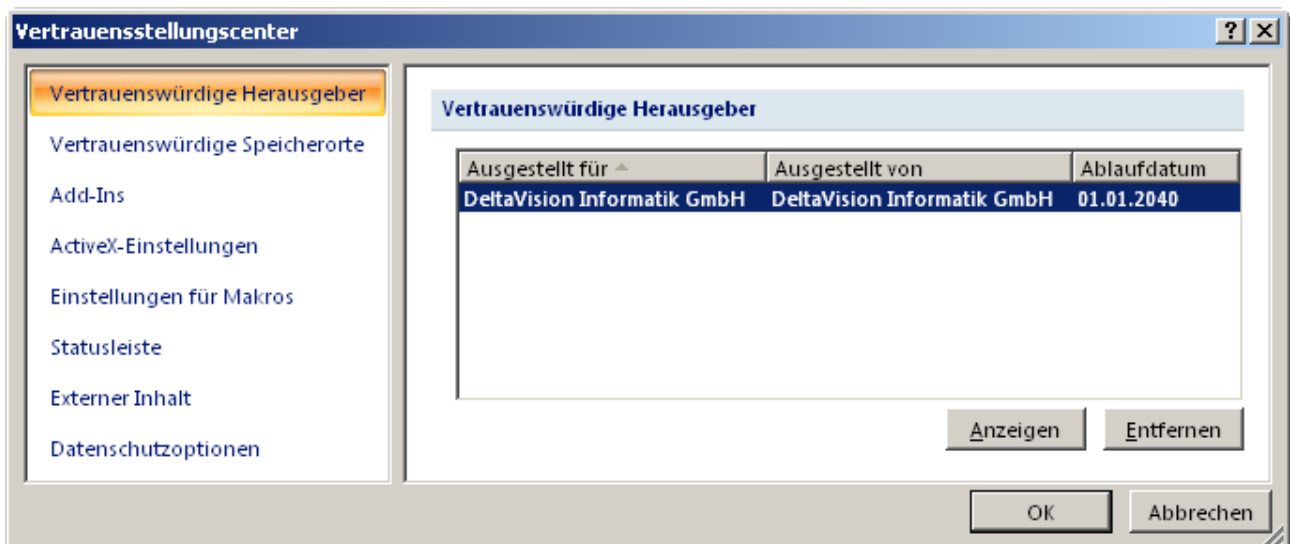 Vertrauensstellungscenter
Vertrauenswürdige Herausgeber
Vertrauenswürdige Speicherorte
Add-Ins
ActiveX-Einstellungen
Einstellungen für Makros
Statusleiste
Externer Inhalt
Datenschutzoptionen
Vertrauenswürdige Herausgeber
Ausgestellt für Ausgestellt von Ablaufdatum
DeltaVision Informatik GmbH DeltaVision Informatik GmbH 01.01.2040
Anzeigen Entfernen
OK Abbrechen